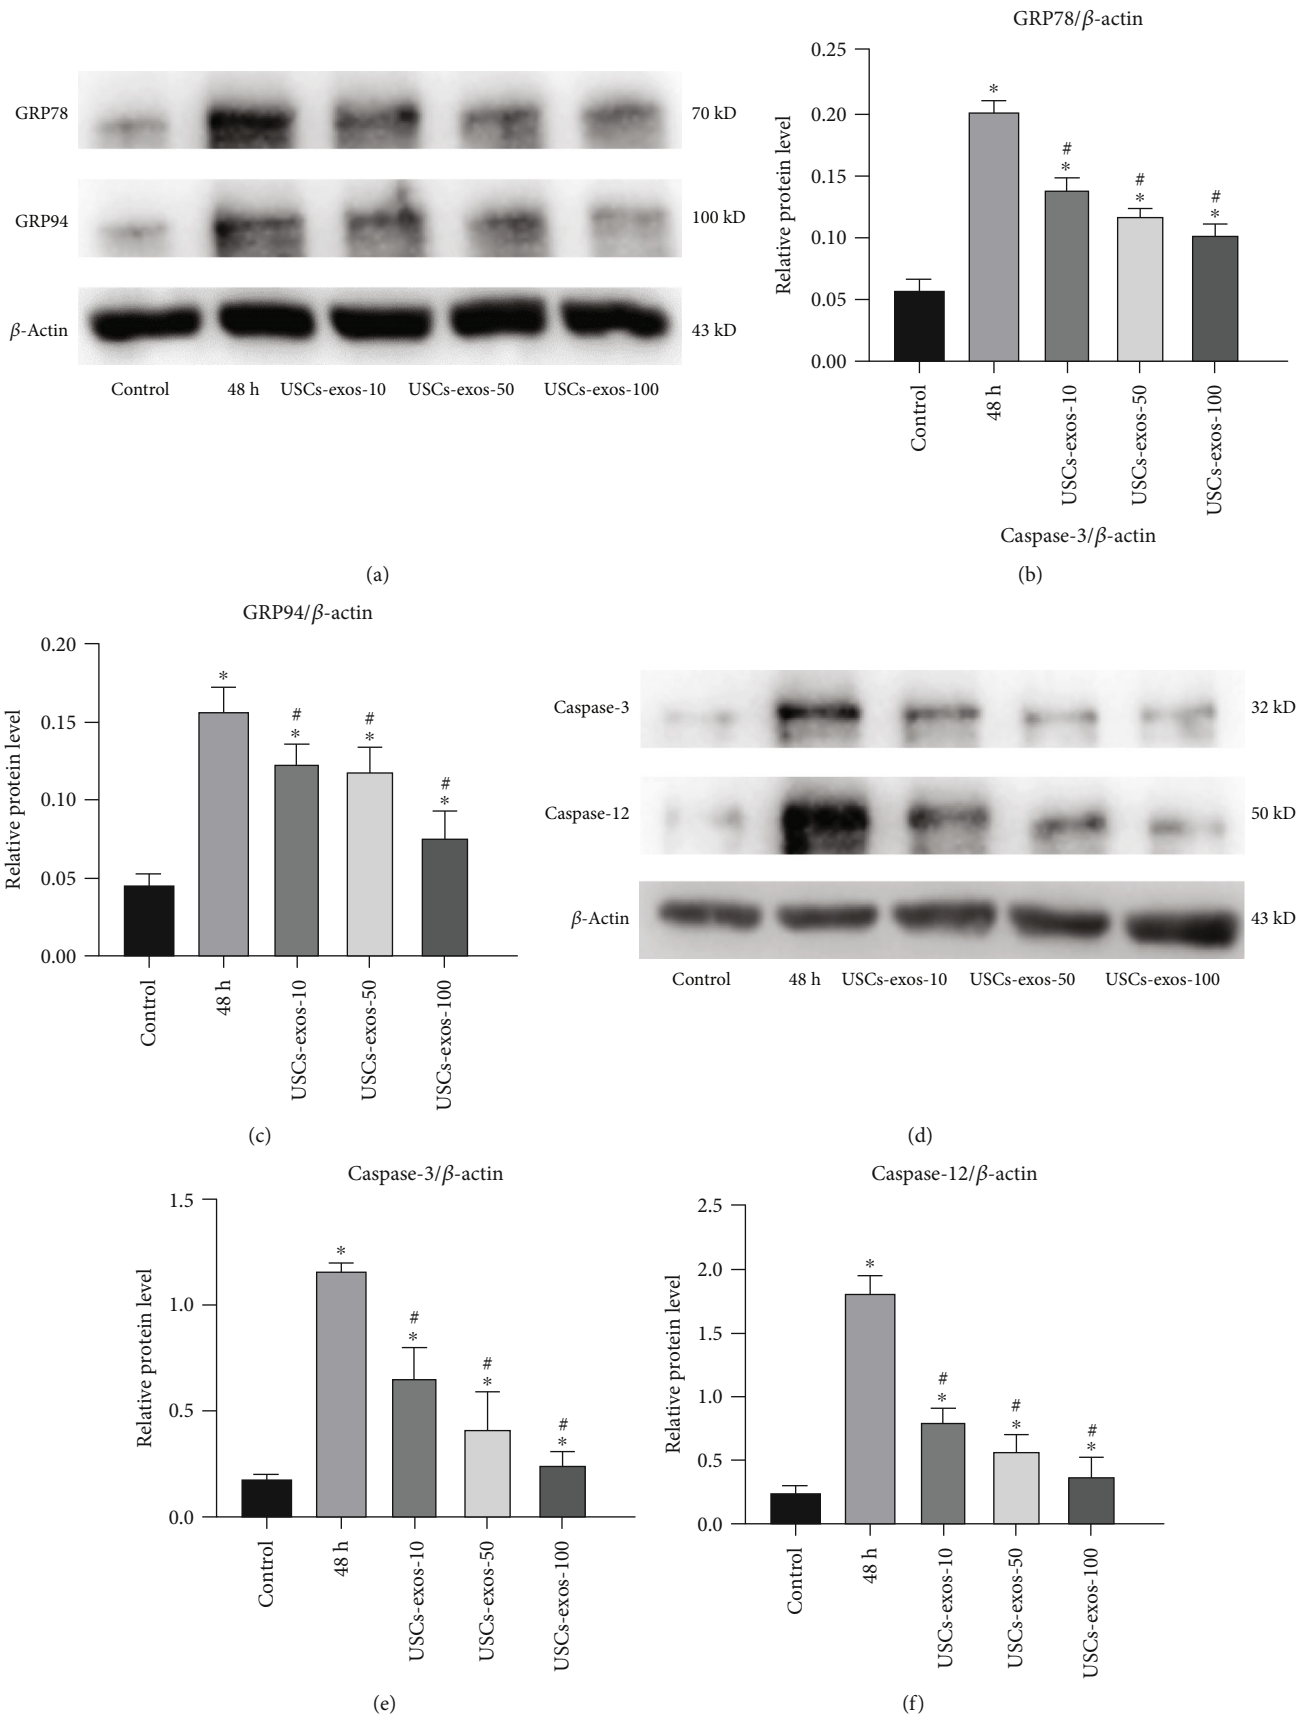 GRP78
70 kD
GRP94
100 kD
β-Actin
43 kD
Control
48 h
USCs-exos-10
USCs-exos-50
USCs-exos-100
(a)
GRP78/β-actin
Relative protein level
0.25
0.20
0.15
0.10
0.05
0.00
*
#
*
#
*
#
*
Control
48 h
USCs-exos-10
USCs-exos-50
USCs-exos-100
Caspase-3/β-actin
(b)
GRP94/β-actin
Relative protein level
0.20
0.15
0.10
0.05
0.00
*
#
*
#
*
#
*
Control
48 h
USCs-exos-10
USCs-exos-50
USCs-exos-100
(c)
Caspase-3
32 kD
Caspase-12
50 kD
β-Actin
43 kD
Control
48 h
USCs-exos-10
USCs-exos-50
USCs-exos-100
(d)
Caspase-3/β-actin
Relative protein level
1.5
1.0
0.5
0.0
*
#
*
#
*
#
*
Control
48 h
USCs-exos-10
USCs-exos-50
USCs-exos-100
(e)
Caspase-12/β-actin
Relative protein level
2.5
2.0
1.5
1.0
0.5
0.0
*
#
*
#
*
#
*
Control
48 h
USCs-exos-10
USCs-exos-50
USCs-exos-100
(f)